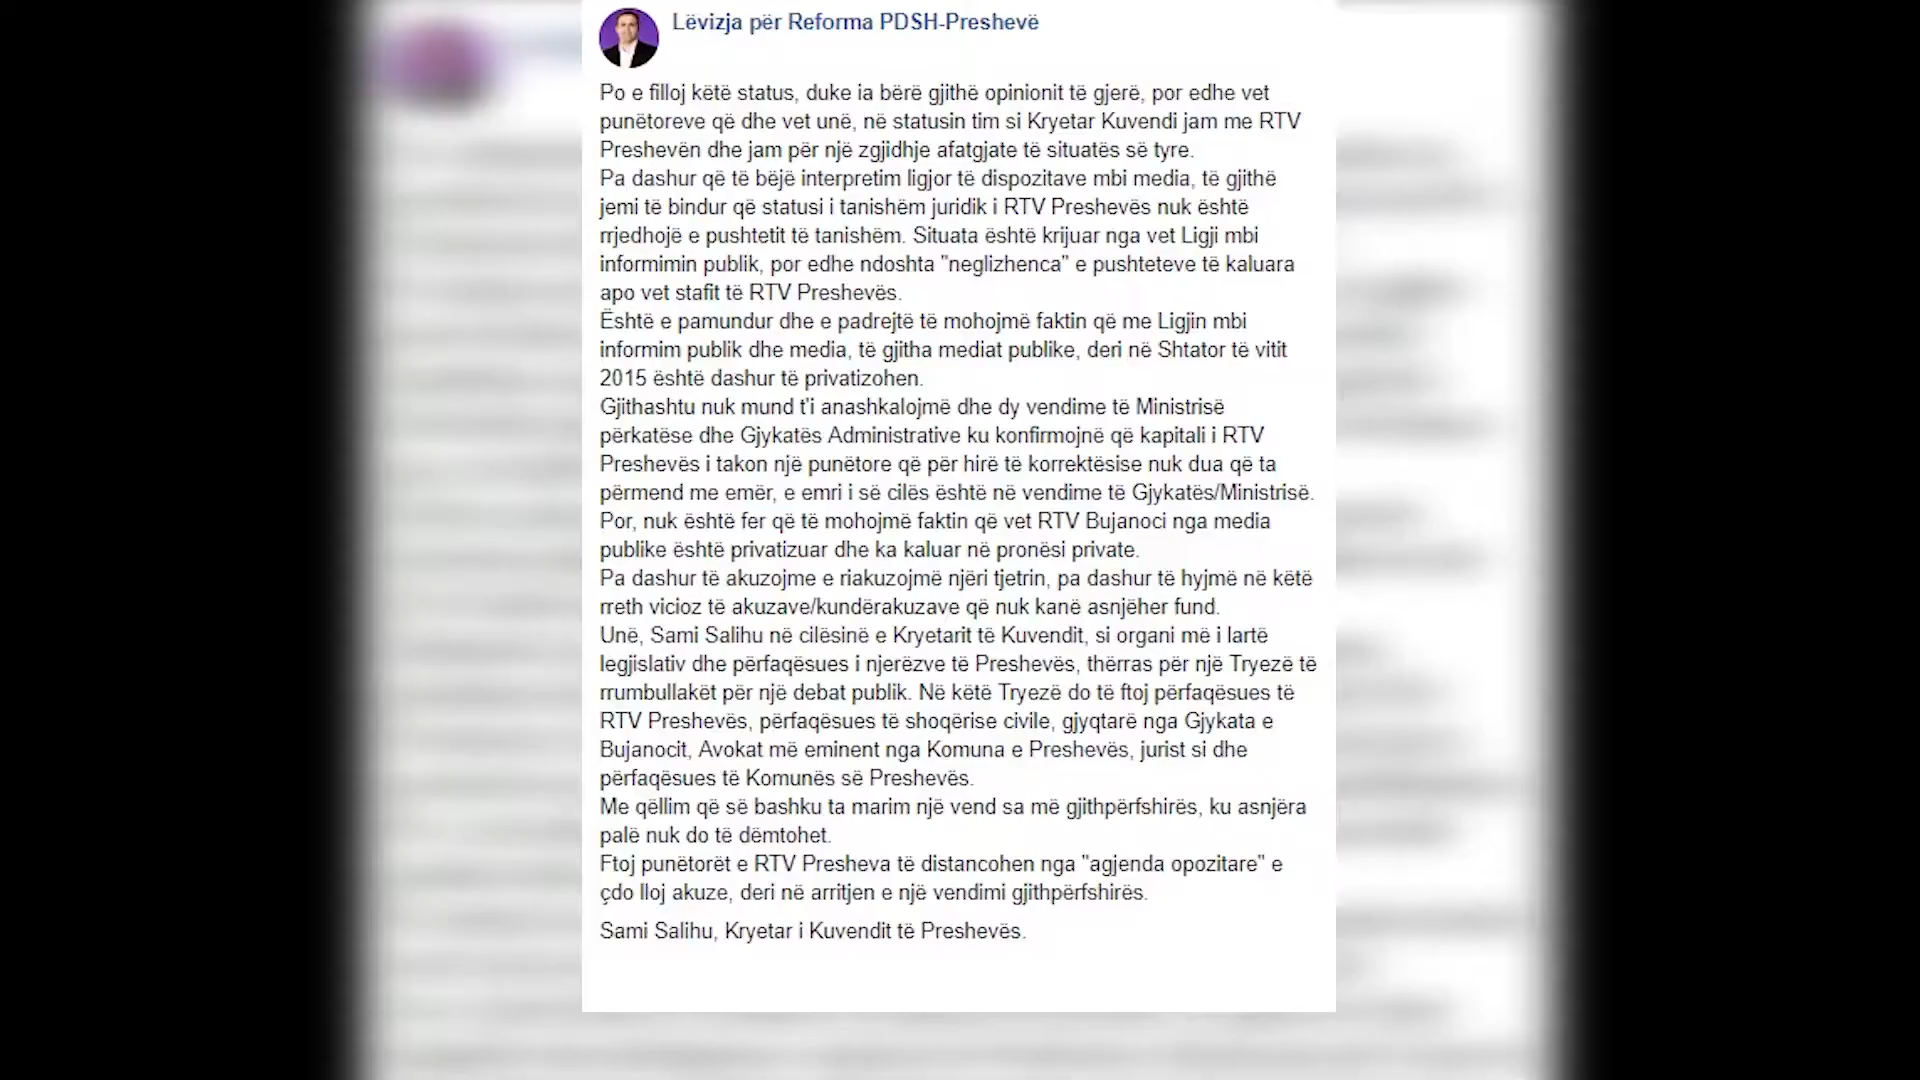 Lëvizja për Reforma PDSH-Preshevë
Po e filloj këtë status, duke ia bërë gjithë opinionit të gjerë, por edhe vet
punëtoreve që dhe vet unë, në statusin tim si Kryetar Kuvendi jam me RTV
Preshevën dhe jam për një zgjidhje afatgjate të situatës së tyre.
Pa dashur që të bëjë interpretim ligjor të dispozitave mbi media, të gjithë
jemi të bindur që statusi i tanishëm juridik i RTV Preshevës nuk është
rrjedhojë e pushtetit të tanishëm. Situata është krijuar nga vet Ligji mbi
informimin publik, por edhe ndoshta "neglizhenca" e pushteteve të kaluara
apo vet stafit të RTV Preshevës.
Është e pamundur dhe e padrejtë të mohojmë faktin që me Ligjin mbi
informim publik dhe media, të gjitha mediat publike, deri në Shtator të vitit
2015 është dashur të privatizohen.
Gjithashtu nuk mund t'i anashkalojmë dhe dy vendime të Ministrisë
përkatëse dhe Gjykatës Administrative ku konfirmojnë që kapitali i RTV
Preshevës i takon një punëtore që për hirë të korrektësise nuk dua që ta
përmend me emër, e emri i së cilës është në vendime të Gjykatës/Ministrisë.
Por, nuk është fer që të mohojmë faktin që vet RTV Bujanoci nga media
publike është privatizuar dhe ka kaluar në pronësi private.
Pa dashur të akuzojme e riakuzojmë njëri tjetrin, pa dashur të hyjmë në këtë
rreth vicioz të akuzave/kundërakuzave që nuk kanë asnjëher fund.
Unë, Sami Salihu në cilësinë e Kryetarit të Kuvendit, si organi më i lartë
legjislativ dhe përfaqësues i njerëzve të Preshevës, thërras për një Tryezë të
rrumbullakët për një debat publik. Në këtë Tryezë do të ftoj përfaqësues të
RTV Preshevës, përfaqësues të shoqërise civile, gjyqtarë nga Gjykata e
Bujanocit, Avokat më eminent nga Komuna e Preshevës, jurist si dhe
përfaqësues të Komunës së Preshevës.
Me qëllim që së bashku ta marim një vend sa më gjithpërfshirës, ku asnjëra
palë nuk do të dëmtohet.
Ftoj punëtorët e RTV Presheva të distancohen nga "agjenda opozitare" e
çdo lloj akuze, deri në arritjen e një vendimi gjithpërfshirës.
Sami Salihu, Kryetar i Kuvendit të Preshevës.